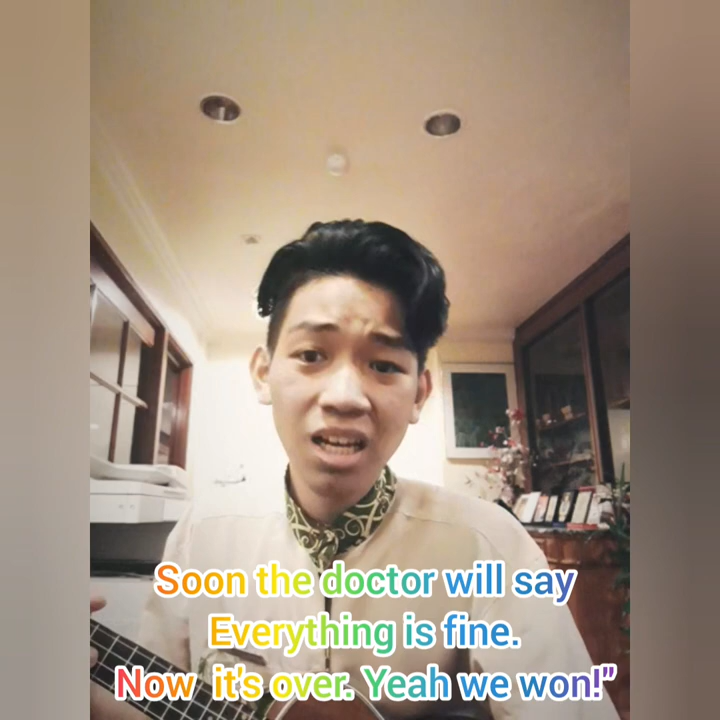 Soon the doctor will say
Everything is fine.
Now it's over. Yeah we won!"